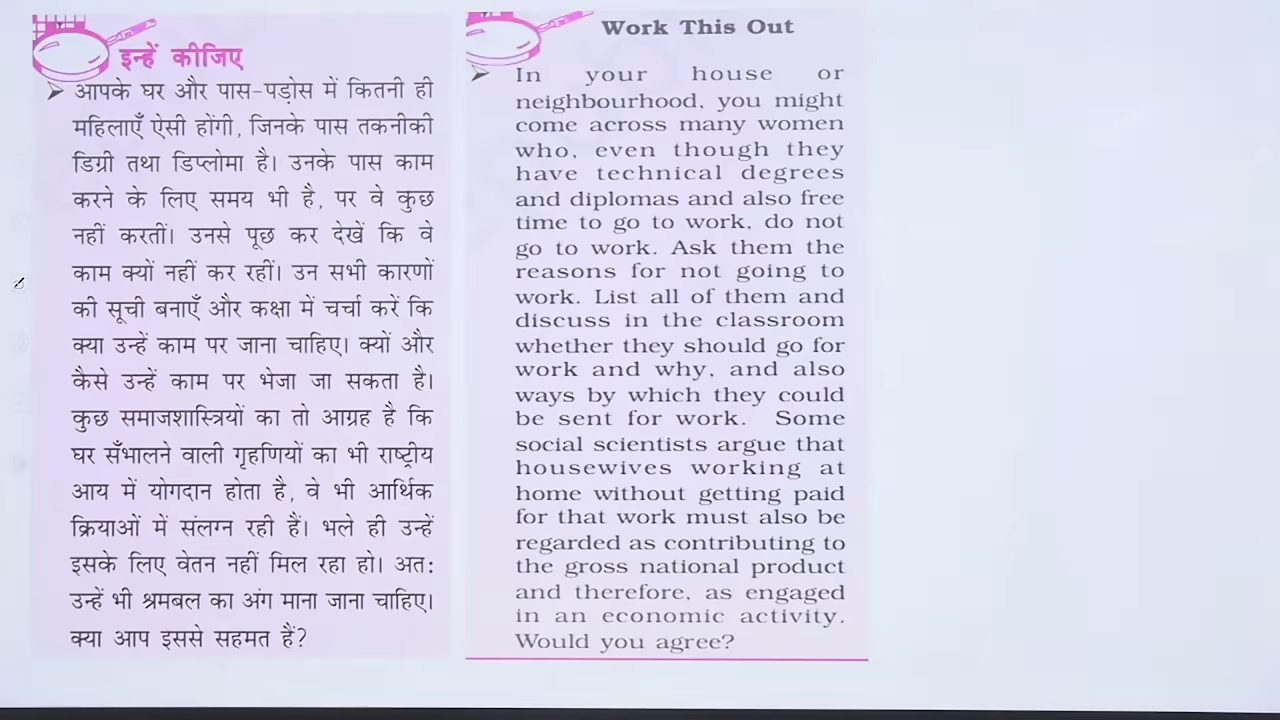 इन्हें कीजिए
आपके घर और पास-पड़ोस में कितनी ही
महिलाएँ ऐसी होंगी, जिनके पास तकनीकी
डिग्री तथा डिप्लोमा है। उनके पास काम
करने के लिए समय भी है, पर वे कुछ
नहीं करतीं। उनसे पूछ कर देखें कि वे
काम क्यों नहीं कर रहीं। उन सभी कारणों
की सूची बनाएँ और कक्षा में चर्चा करें कि
क्या उन्हें काम पर जाना चाहिए। क्यों और
कैसे उन्हें काम पर भेजा जा सकता है।
कुछ समाजशास्त्रियों का तो आग्रह है कि
घर सँभालने वाली गृहणियों का भी राष्ट्रीय
आय में योगदान होता है, वे भी आर्थिक
क्रियाओं में संलग्न रही हैं। भले ही उन्हें
इसके लिए वेतन नहीं मिल रहा हो। अत:
उन्हें भी श्रमबल का अंग माना जाना चाहिए।
क्या आप इससे सहमत हैं?
Work This Out
In your house or
neighbourhood, you might
come across many women
who, even though they
have technical degrees
and diplomas and also free
time to go to work, do not
go to work. Ask them the
reasons for not going to
work. List all of them and
discuss in the classroom
whether they should go for
work and why, and also
ways by which they could
be sent for work. Some
social scientists argue that
housewives working at
home without getting paid
for that work must also be
regarded as contributing to
the gross national product
and therefore, as engaged
in an economic activity.
Would you agree?